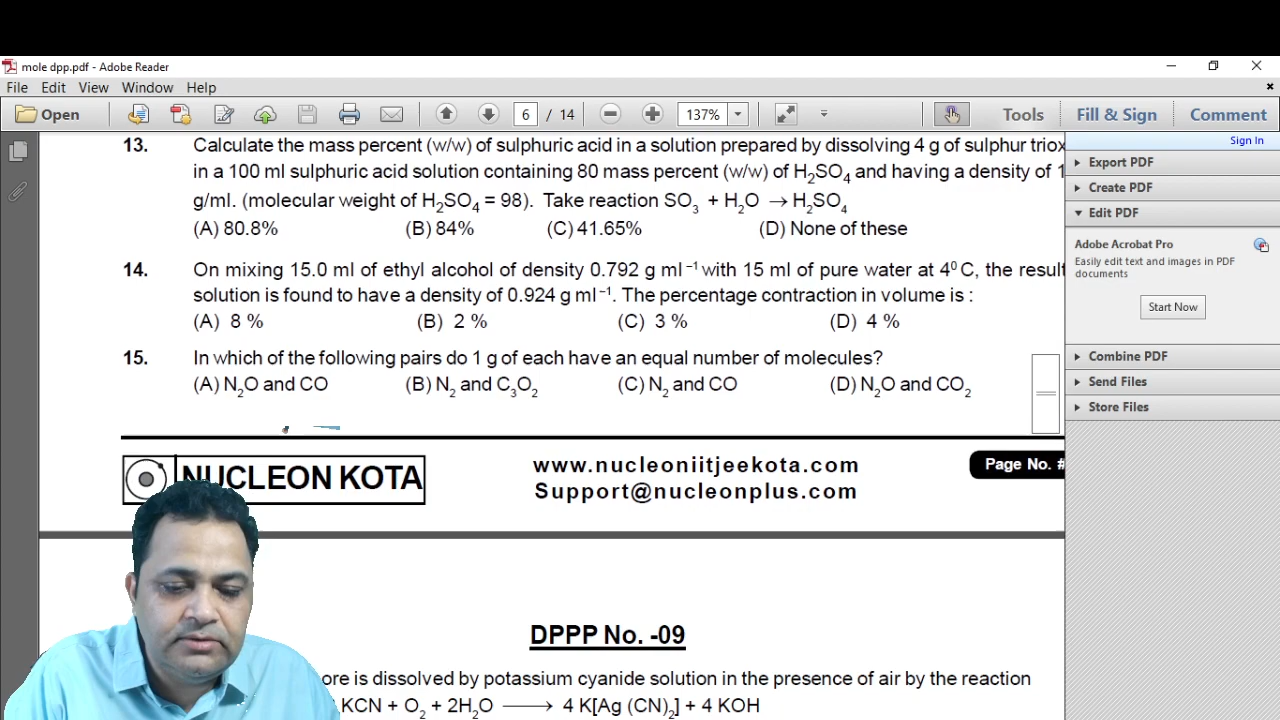 mole dpp.pdf - Adobe Reader
File Edit View Window Help
Open 6 / 14 137% Tools Fill & Sign Comment
Sign In
13. Calculate the mass percent (w/w) of sulphuric acid in a solution prepared by dissolving 4 g of sulphur
in a 100 ml sulphuric acid solution containing 80 mass percent (w/w) of H₂SO₄ and having a density of
g/ml. (molecular weight of H₂SO₄ = 98). Take reaction SO₃ + H₂O → H₂SO₄
(A) 80.8% (B) 84% (C) 41.65% (D) None of these
14. On mixing 15.0 ml of ethyl alcohol of density 0.792 g ml⁻¹ with 15 ml of pure water at 4⁰ C, the
solution is found to have a density of 0.924 g ml⁻¹. The percentage contraction in volume is :
(A) 8 % (B) 2 % (C) 3 % (D) 4 %
15. In which of the following pairs do 1 g of each have an equal number of molecules?
(A) N₂O and CO (B) N₂ and C₃O₂ (C) N₂ and CO (D) N₂O and CO₂
NUCLEON KOTA
www.nucleoniitjeekota.com
Support@nucleonplus.com
Page No. #
DPPP No. -09
ore is dissolved by potassium cyanide solution in the presence of air by the reaction
KCN + O₂ + 2H₂O ⟶ 4 K[Ag (CN)₂] + 4 KOH
Export PDF
Create PDF
Edit PDF
Adobe Acrobat Pro
Easily edit text and images in PDF
documents
Start Now
Combine PDF
Send Files
Store Files